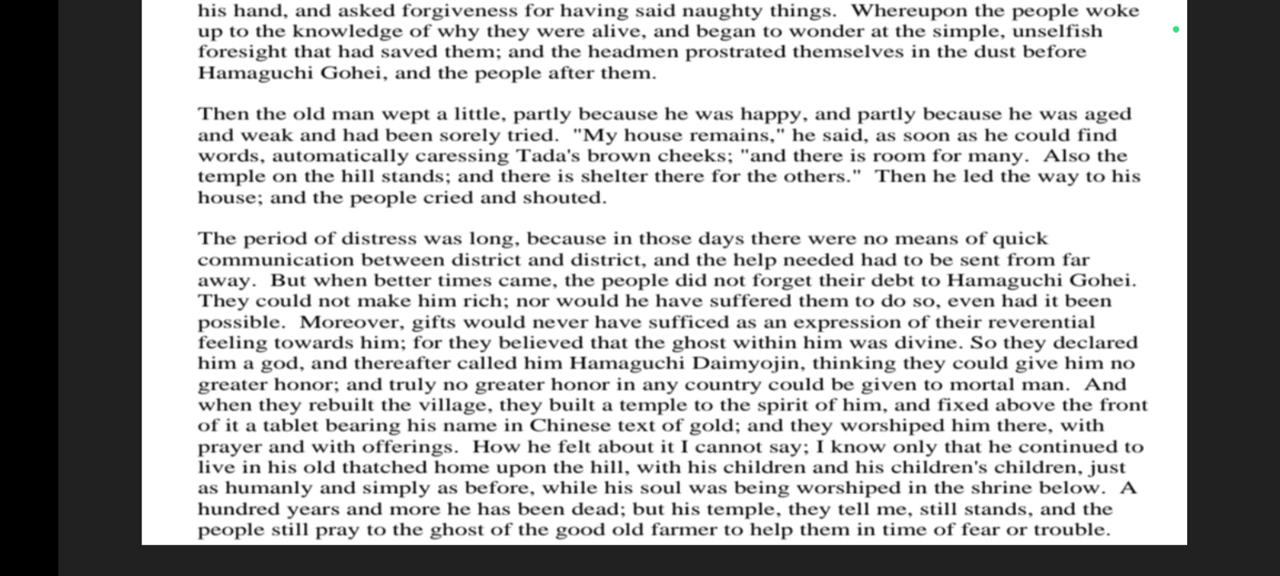 his hand, and asked forgiveness for having said naughty things.  Whereupon the people woke
up to the knowledge of why they were alive, and began to wonder at the simple, unselfish
foresight that had saved them; and the headmen prostrated themselves in the dust before
Hamaguchi Gohei, and the people after them.
Then the old man wept a little, partly because he was happy, and partly because he was aged
and weak and had been sorely tried.  "My house remains," he said, as soon as he could find
words, automatically caressing Tada's brown cheeks; "and there is room for many.  Also the
temple on the hill stands; and there is shelter there for the others."  Then he led the way to his
house; and the people cried and shouted.
The period of distress was long, because in those days there were no means of quick
communication between district and district, and the help needed had to be sent from far
away.  But when better times came, the people did not forget their debt to Hamaguchi Gohei.
They could not make him rich; nor would he have suffered them to do so, even had it been
possible.  Moreover, gifts would never have sufficed as an expression of their reverential
feeling towards him; for they believed that the ghost within him was divine. So they declared
him a god, and thereafter called him Hamaguchi Daimyojin, thinking they could give him no
greater honor; and truly no greater honor in any country could be given to mortal man.  And
when they rebuilt the village, they built a temple to the spirit of him, and fixed above the front
of it a tablet bearing his name in Chinese text of gold; and they worshiped him there, with
prayer and with offerings.  How he felt about it I cannot say; I know only that he continued to
live in his old thatched home upon the hill, with his children and his children's children, just
as humanly and simply as before, while his soul was being worshiped in the shrine below.  A
hundred years and more he has been dead; but his temple, they tell me, still stands, and the
people still pray to the ghost of the good old farmer to help them in time of fear or trouble.